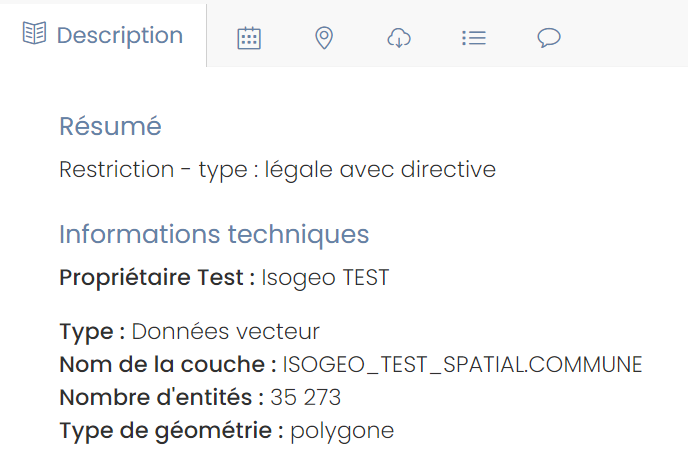 Description
Résumé
Restriction - type : légale avec directive
Informations techniques
Propriétaire Test : Isogeo TEST
Type : Données vecteur
Nom de la couche : ISOGEO_TEST_SPATIAL.COMMUNE
Nombre d'entités : 35 273
Type de géométrie : polygone